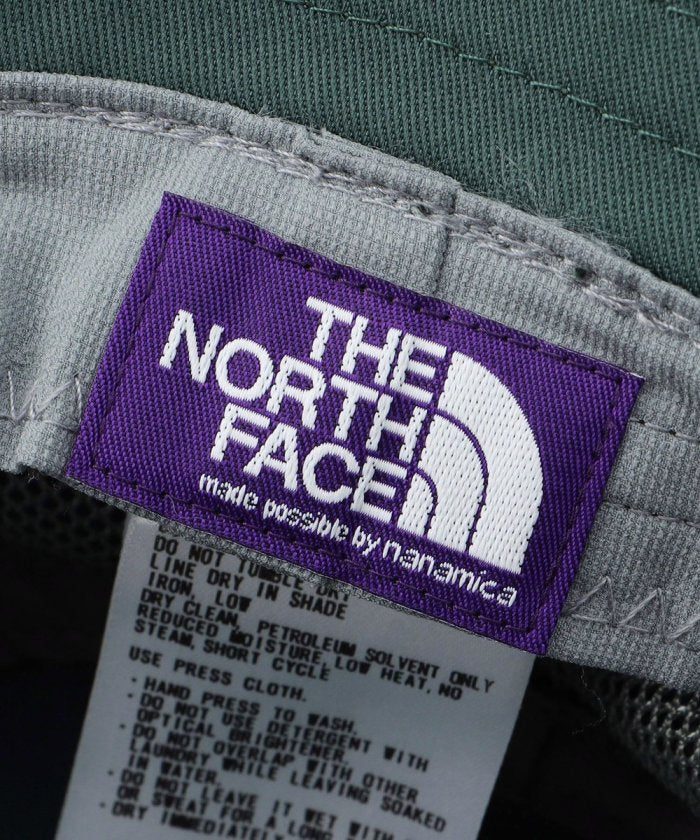 THE
NORTH
FACE
made possible by nanamica
DO NOT TUMBLE DRY
LINE DRY IN SHADE
IRON, LOW
DRY CLEAN, PETROLEUM SOLVENT ONLY
REDUCED MOISTURE, LOW HEAT, NO
STEAM, SHORT CYCLE
USE PRESS CLOTH.
・HAND PRESS TO WASH.
・DO NOT USE DETERGENT WITH
OPTICAL BRIGHTENER.
・DO NOT OVERLAP WITH OTHER
LAUNDRY WHILE LEAVING SOAKED
IN WATER.
・DO NOT LEAVE IT WET WITH
OR SWEAT FOR A LONG
・DRY IMMEDIATELY